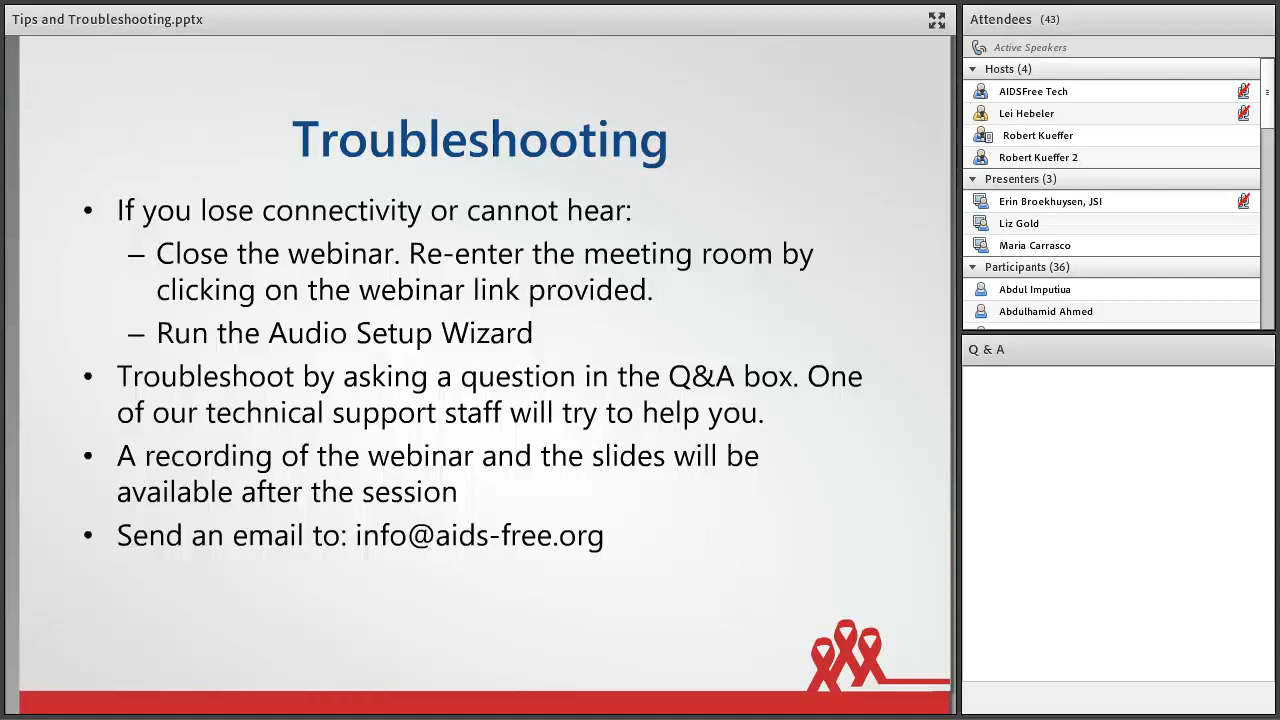 Tips and Troubleshooting.pptx
Troubleshooting
• If you lose connectivity or cannot hear:
– Close the webinar. Re-enter the meeting room by
clicking on the webinar link provided.
– Run the Audio Setup Wizard
• Troubleshoot by asking a question in the Q&A box. One
of our technical support staff will try to help you.
• A recording of the webinar and the slides will be
available after the session
• Send an email to: info@aids-free.org
Attendees (43)
Active Speakers
Hosts (4)
AIDSFree Tech
Lei Hebeler
Robert Kueffer
Robert Kueffer 2
Presenters (3)
Erin Broekhuysen, JSI
Liz Gold
Maria Carrasco
Participants (36)
Abdul Imputiua
Abdulhamid Ahmed
Q & A